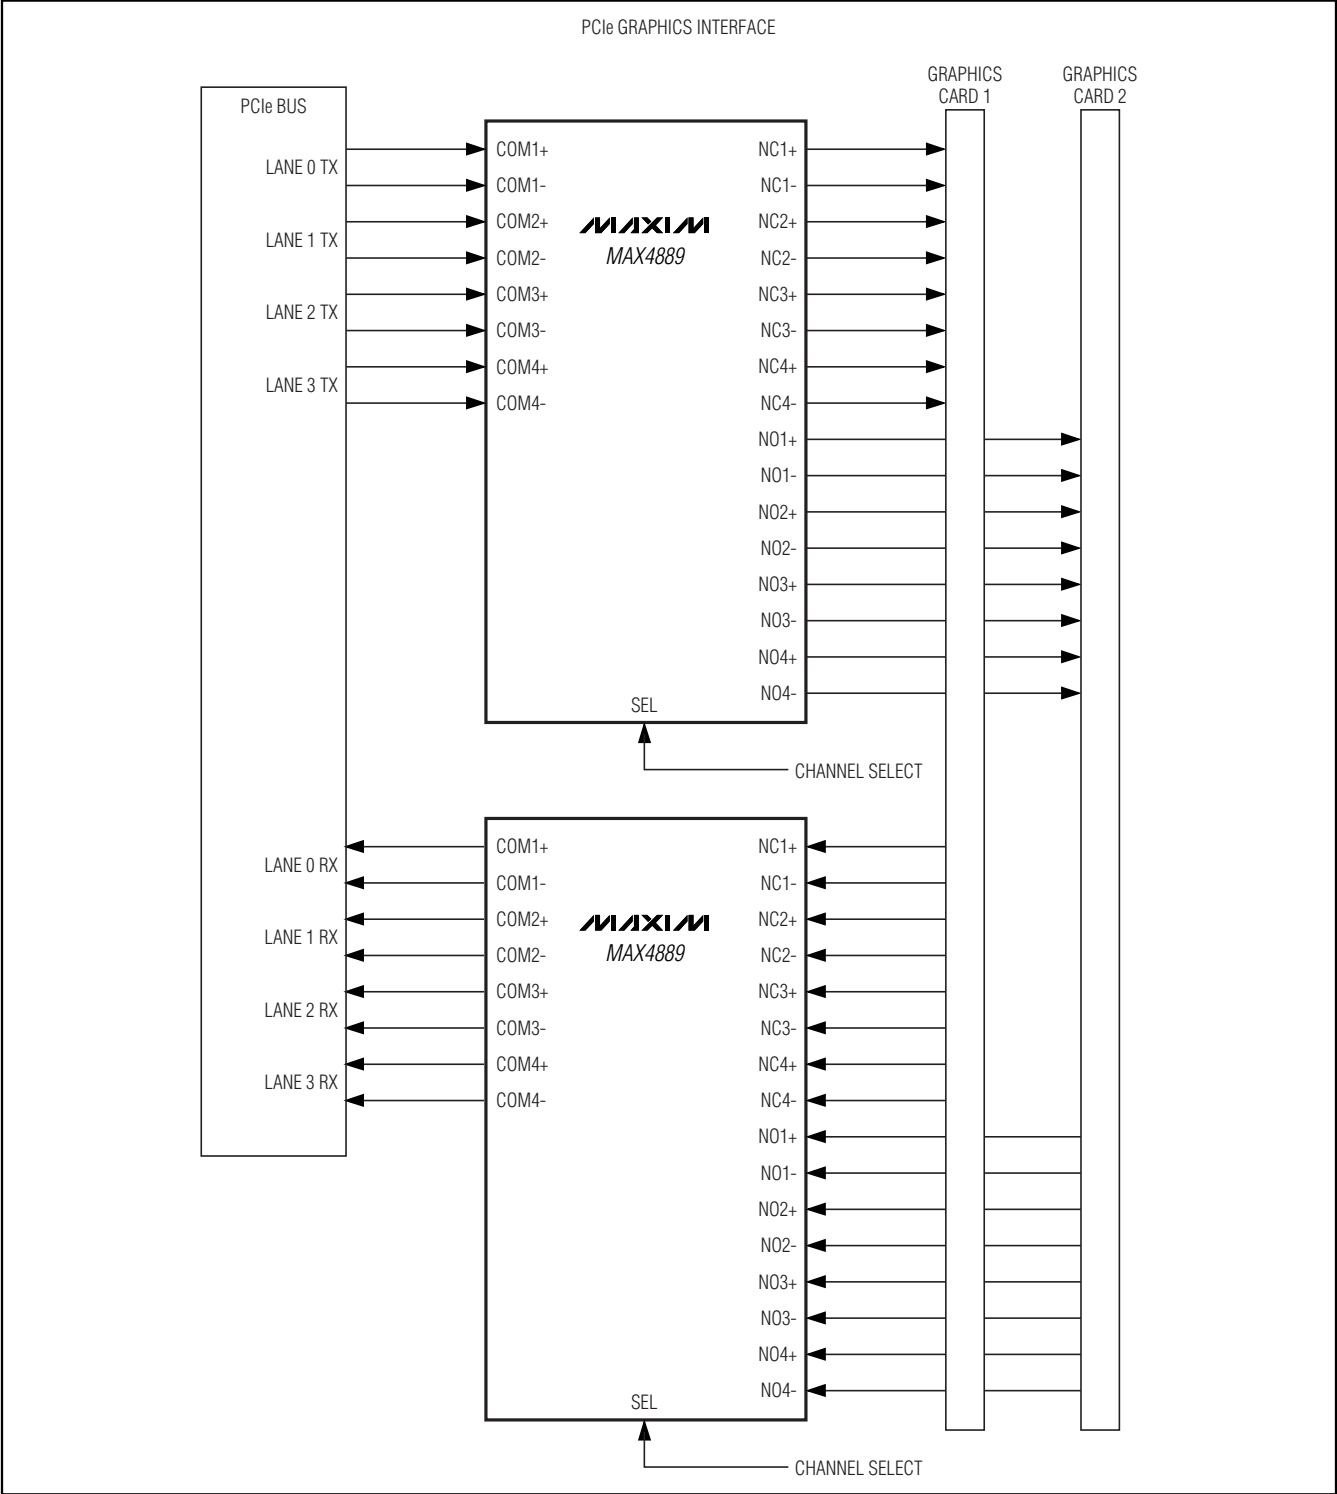 PCIe GRAPHICS INTERFACE
GRAPHICS
CARD 1
GRAPHICS
CARD 2
PCIe BUS
LANE 0 TX
LANE 1 TX
LANE 2 TX
LANE 3 TX
COM1+
COM1-
COM2+
COM2-
COM3+
COM3-
COM4+
COM4-
MAXIM
MAX4889
NC1+
NC1-
NC2+
NC2-
NC3+
NC3-
NC4+
NC4-
NO1+
NO1-
NO2+
NO2-
NO3+
NO3-
NO4+
NO4-
SEL
CHANNEL SELECT
LANE 0 RX
LANE 1 RX
LANE 2 RX
LANE 3 RX
COM1+
COM1-
COM2+
COM2-
COM3+
COM3-
COM4+
COM4-
MAXIM
MAX4889
NC1+
NC1-
NC2+
NC2-
NC3+
NC3-
NC4+
NC4-
NO1+
NO1-
NO2+
NO2-
NO3+
NO3-
NO4+
NO4-
SEL
CHANNEL SELECT